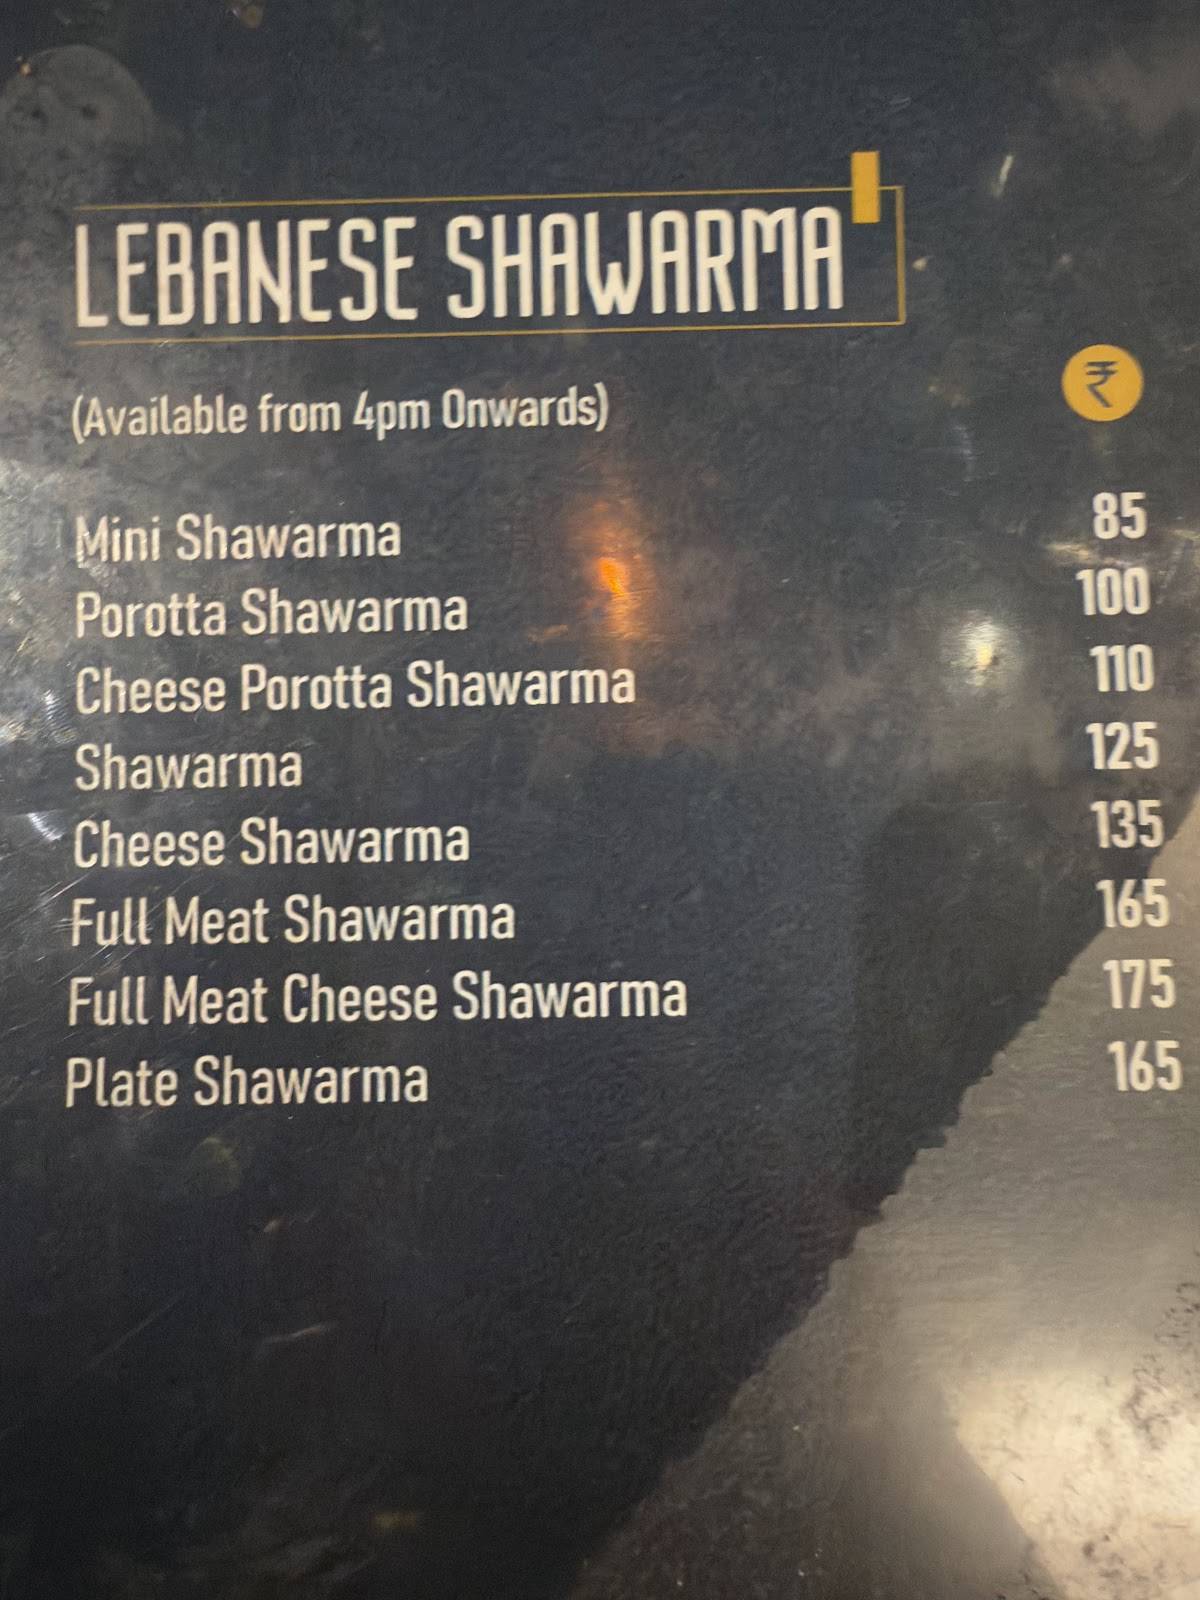 LEBANESE SHAWARMA
₹
(Available from 4pm Onwards)
Mini Shawarma 85
Porotta Shawarma 100
Cheese Porotta Shawarma 110
Shawarma 125
Cheese Shawarma 135
Full Meat Shawarma 165
Full Meat Cheese Shawarma 175
Plate Shawarma 165